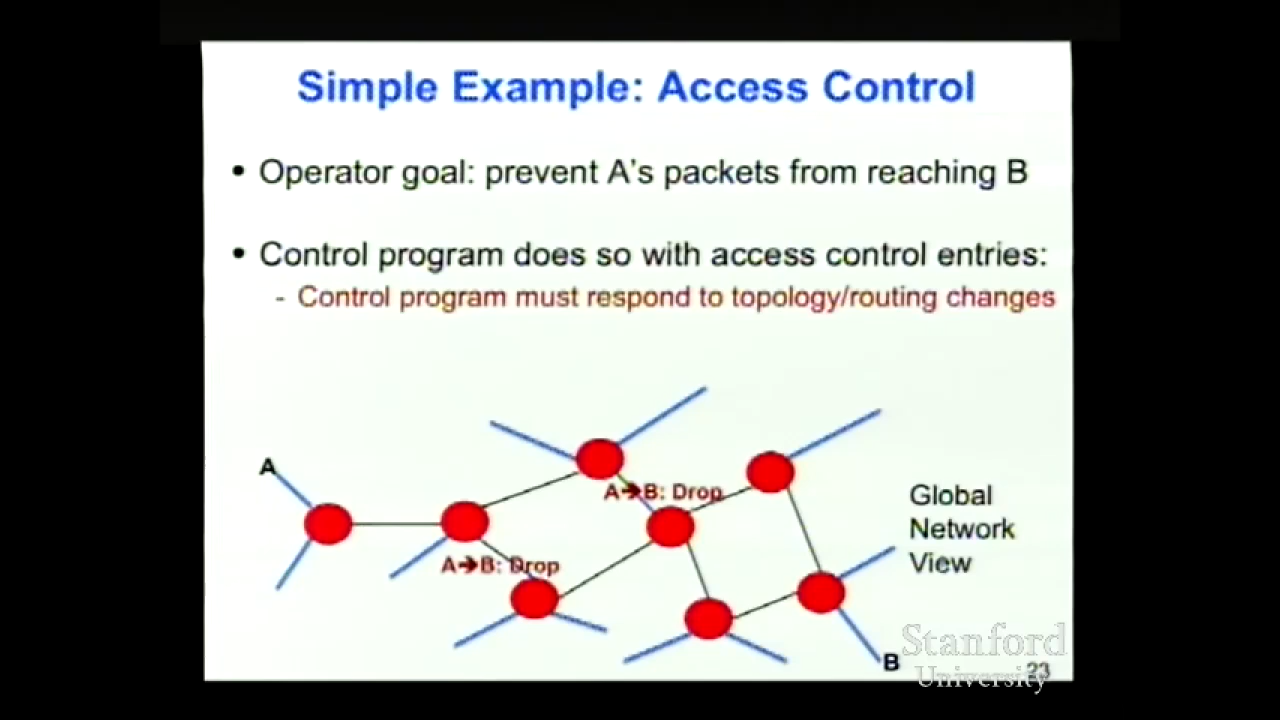 Simple Example: Access Control
• Operator goal: prevent A's packets from reaching B
• Control program does so with access control entries:
- Control program must respond to topology/routing changes
A
A➔B: Drop
Global
Network
View
A➔B: Drop
B
Stanford
University
23